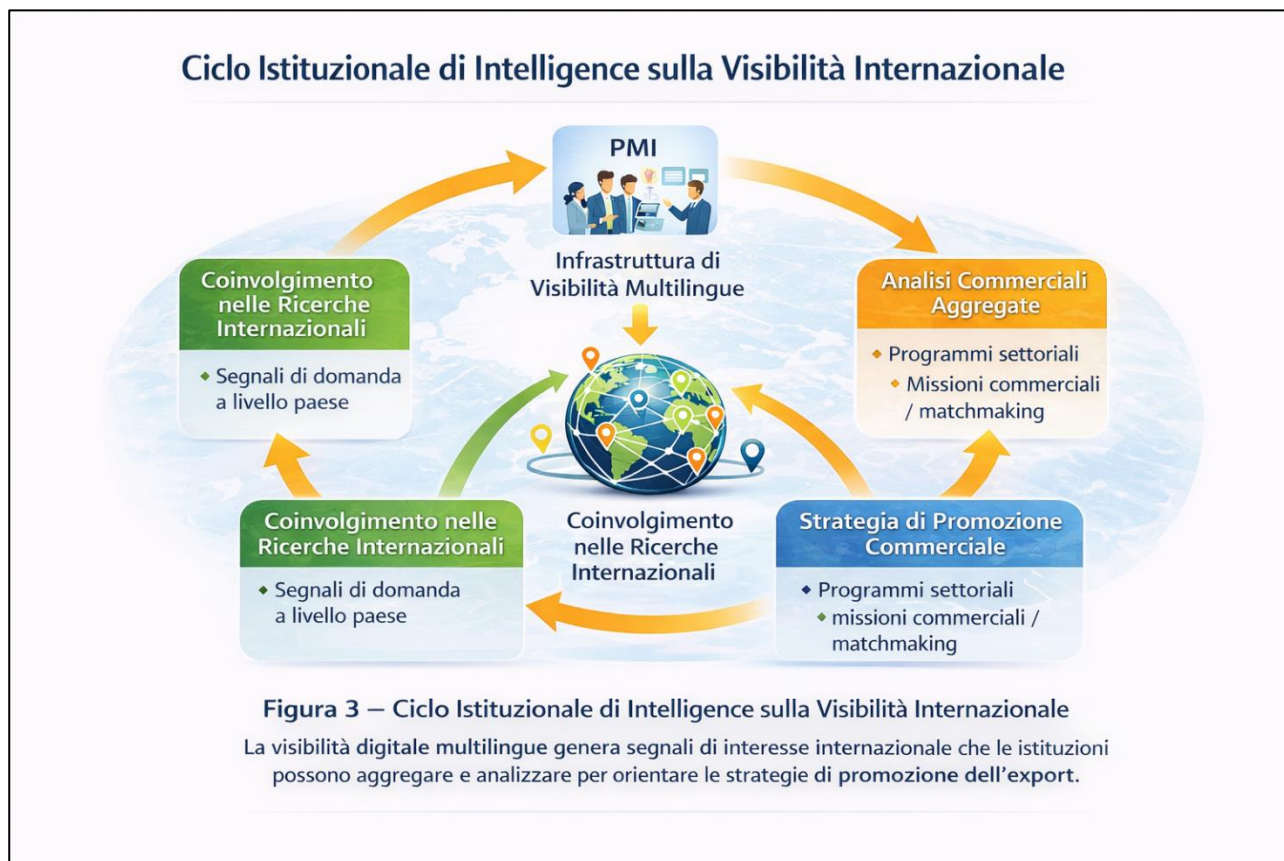 Ciclo Istituzionale di Intelligence sulla Visibilità Internazionale
PMI
Infrastruttura di
Visibilità Multilingue
Coinvolgimento
nelle Ricerche
Internazionali
Segnali di domanda
a livello paese
Analisi Commerciali
Aggregate
Programmi settoriali
Missioni commerciali
/ matchmaking
Coinvolgimento nelle
Ricerche Internazionali
Segnali di domanda
a livello paese
Coinvolgimento
nelle Ricerche
Internazionali
Strategia di Promozione
Commerciale
Programmi settoriali
missioni commerciali /
matchmaking
Figura 3 — Ciclo Istituzionale di Intelligence sulla Visibilità Internazionale
La visibilità digitale multilingue genera segnali di interesse internazionale che le istituzioni
possono aggregare e analizzare per orientare le strategie di promozione dell'export.